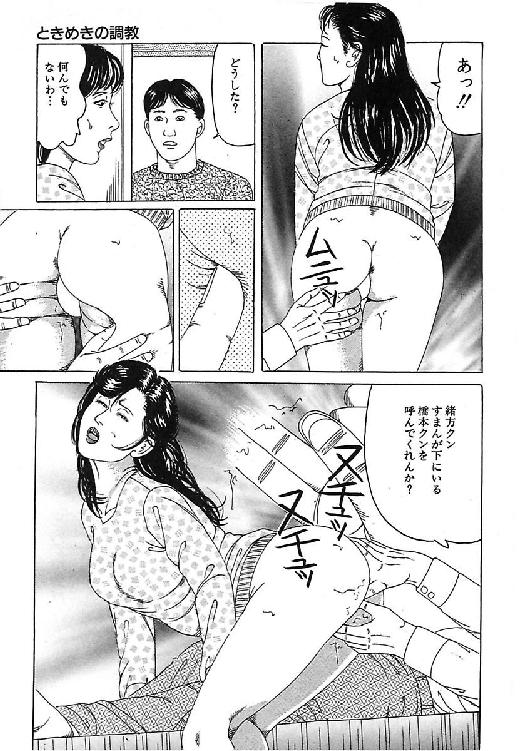 ときめきの調教
あっ!!
どうした?
何んでも
ないわ…
ムニュッ
緒方クン
すまんが下にいる
橋本クンを
呼んでくれんか?
ヌチュッ
ヌチュッ